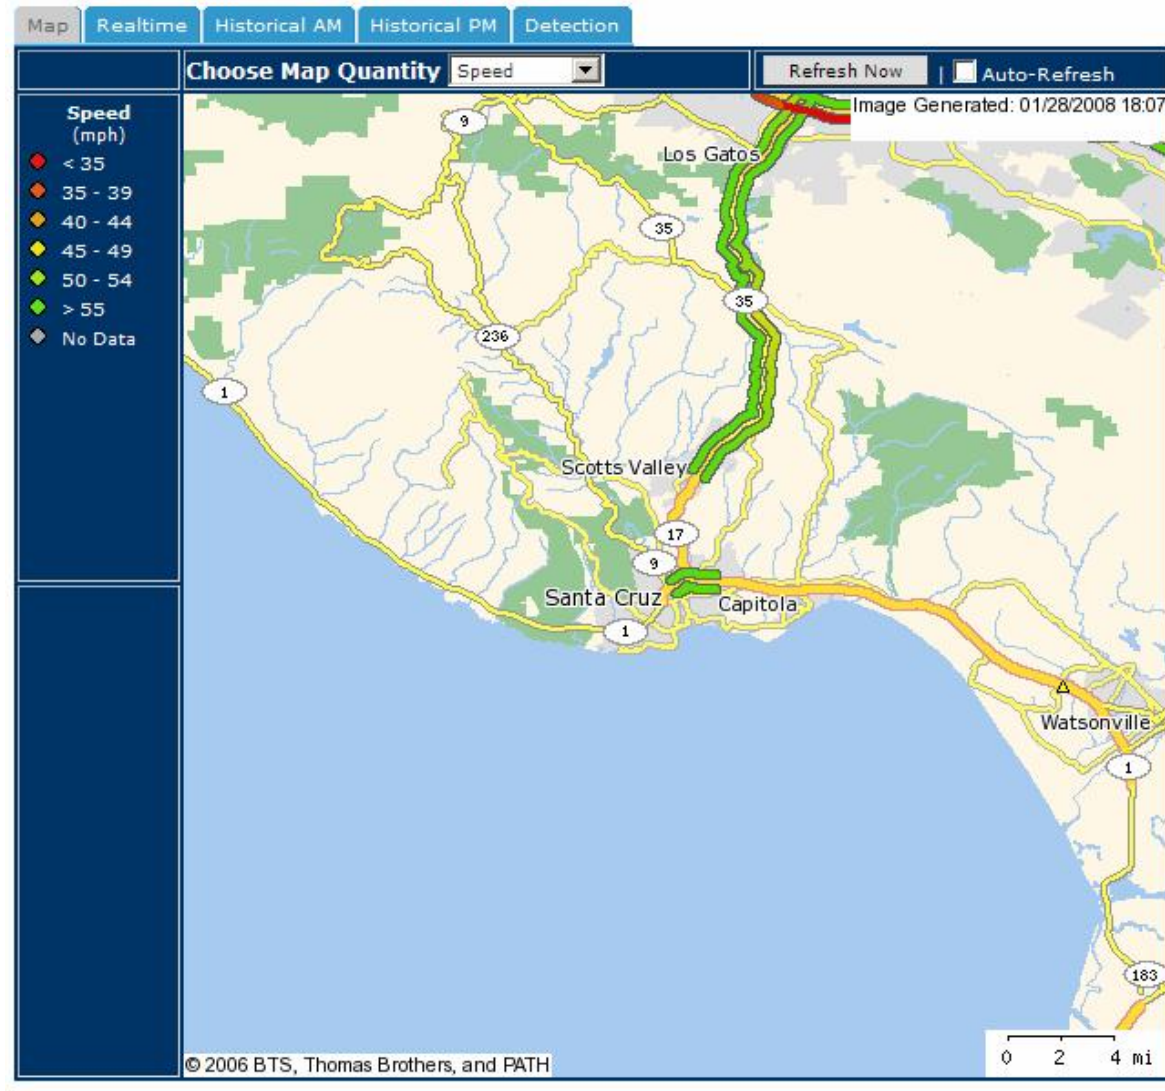 Map Realtime Historical AM Historical PM Detection
Choose Map Quantity Speed Refresh Now | Auto-Refresh
Speed
(mph)
< 35
35 - 39
40 - 44
45 - 49
50 - 54
> 55
No Data
Image Generated: 01/28/2008 18:07
9
Los Gatos
35
35
236
1
Scotts Valley
17
9
Santa Cruz
Capitola
1
Watsonville
1
183
0 2 4 mi
© 2006 BTS, Thomas Brothers, and PATH